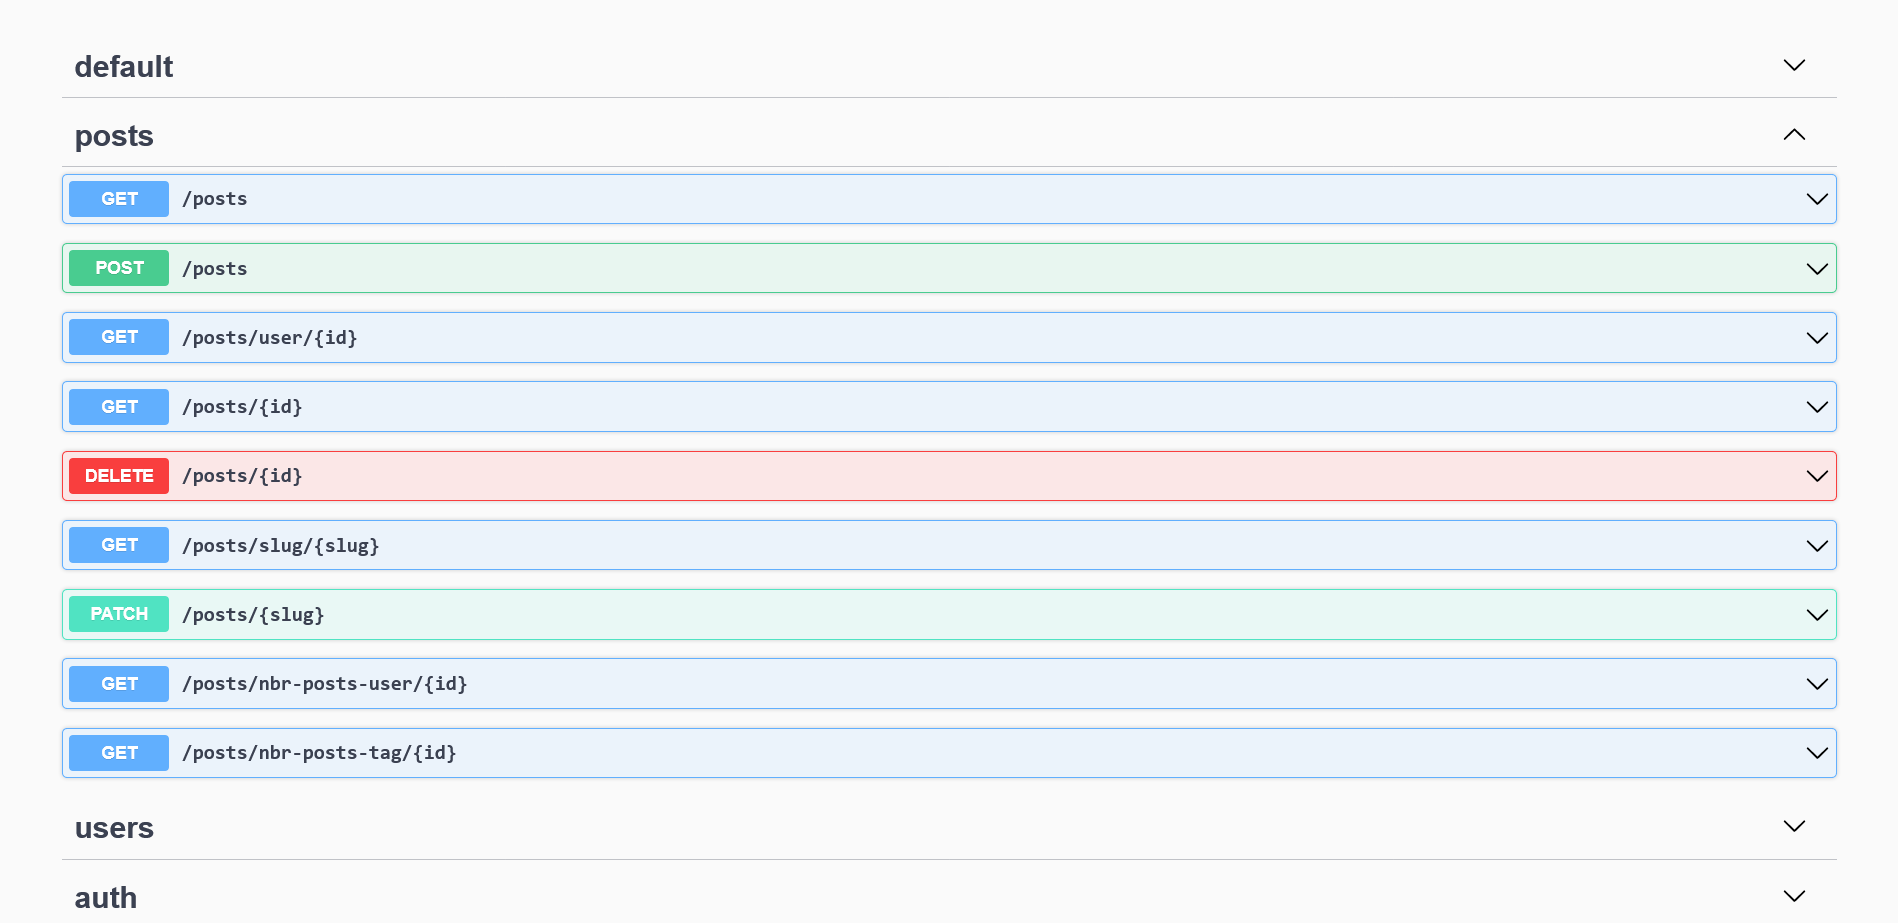 default
posts
GET /posts
POST /posts
GET /posts/user/{id}
GET /posts/{id}
DELETE /posts/{id}
GET /posts/slug/{slug}
PATCH /posts/{slug}
GET /posts/nbr-posts-user/{id}
GET /posts/nbr-posts-tag/{id}
users
auth